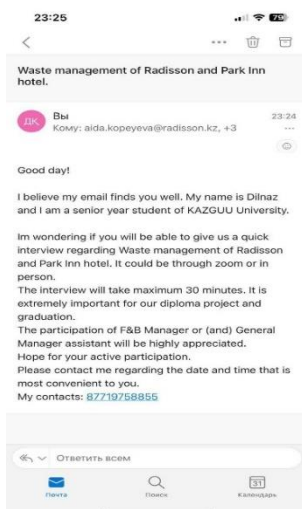 23:25
79
Waste management of Radisson and Park Inn
hotel.
ДК
Вы
23:24
Кому: aida.kopeyeva@radisson.kz, +3
Good day!
I believe my email finds you well. My name is Dilnaz
and I am a senior year student of KAZGUU University.
Im wondering if you will be able to give us a quick
interview regarding Waste management of Radisson
and Park Inn hotel. It could be through zoom or in
person.
The interview will take maximum 30 minutes. It is
extremely important for our diploma project and
graduation.
The participation of F&B Manager or (and) General
Manager assistant will be highly appreciated.
Hope for your active participation.
Please contact me regarding the date and time that is
most convenient to you.
My contacts: 87719758855
Ответить всем
31
Почта Поиск Календарь